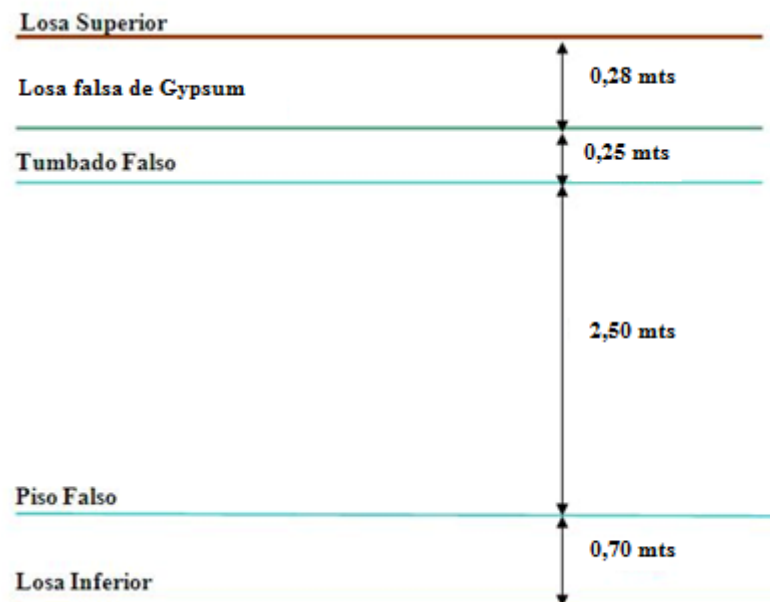 Losa Superior
0,28 mts
Losa falsa de Gypsum
0,25 mts
Tumbado Falso
2,50 mts
Piso Falso
0,70 mts
Losa Inferior